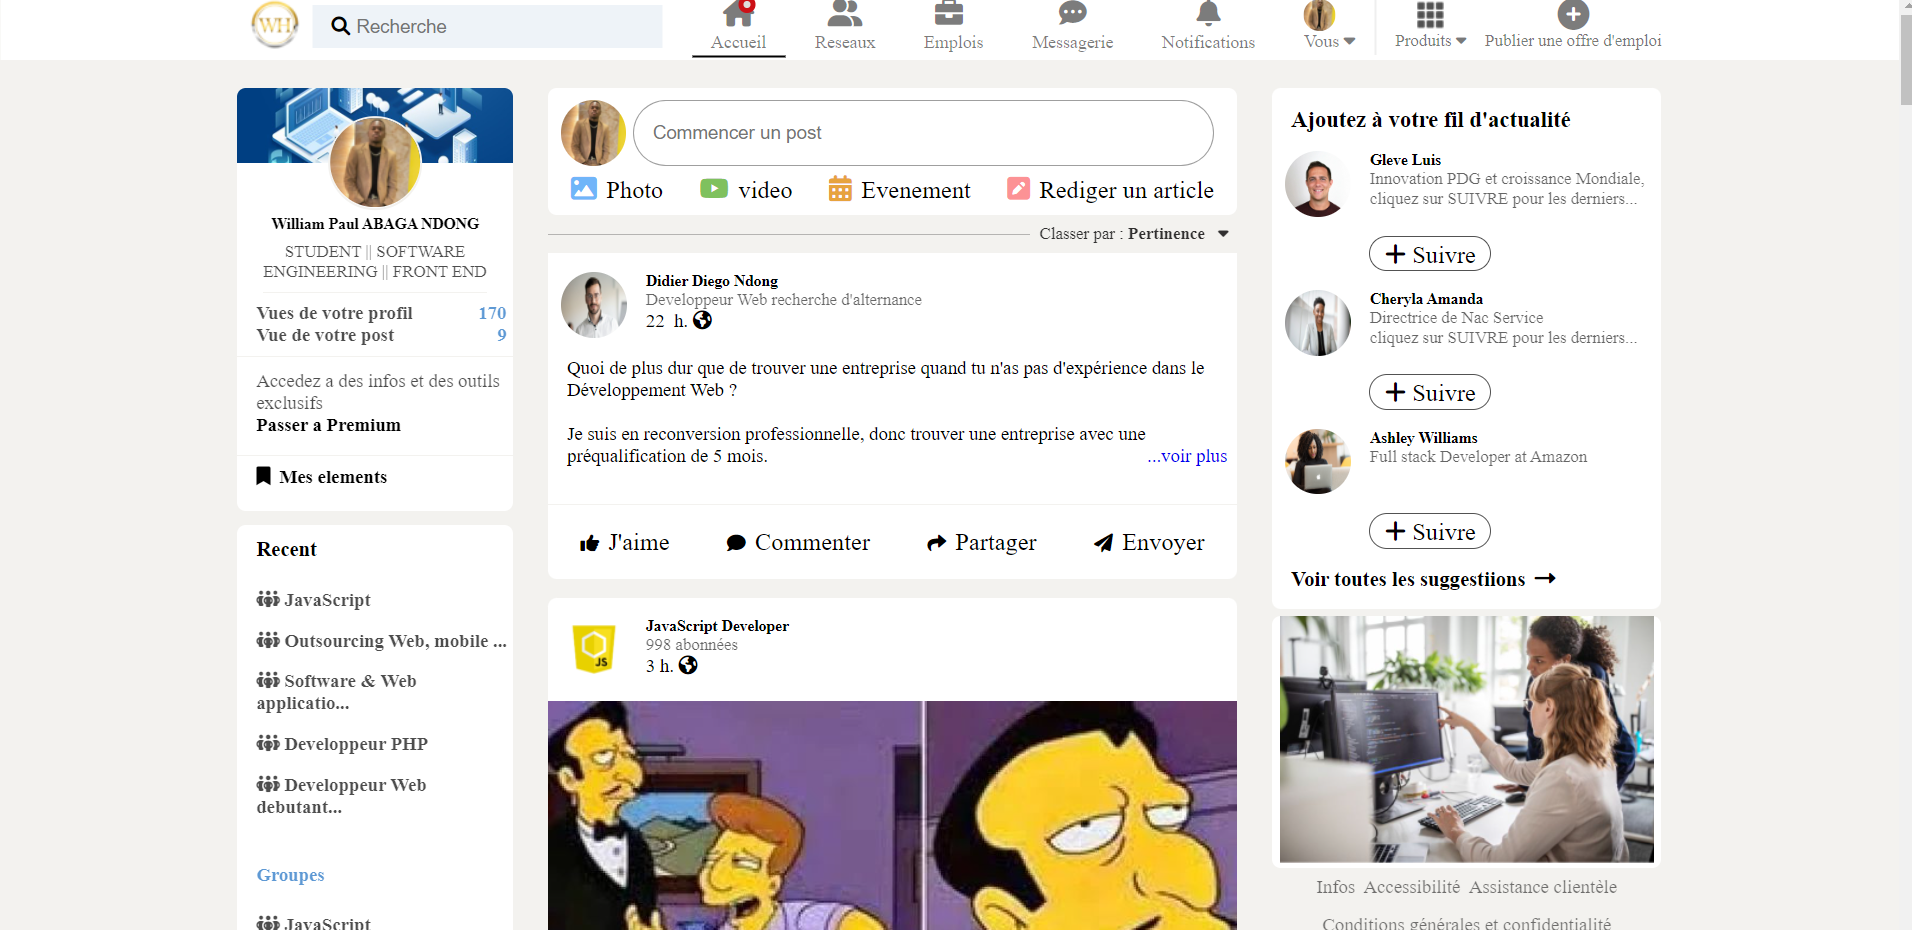 WH
Recherche
Accueil
Reseaux
Emplois
Messagerie
Notifications
Vous
Produits
Publier une offre d'emploi
William Paul ABAGA NDONG
STUDENT || SOFTWARE
ENGINEERING || FRONT END
Vues de votre profil 170
Vue de votre post 9
Accedez a des infos et des outils
exclusifs
Passer a Premium
Mes elements
Recent
JavaScript
Outsourcing Web, mobile ...
Software & Web
applicatio...
Developpeur PHP
Developpeur Web
debutant...
Groupes
JavaScript
Commencer un post
Photo
video
Evenement
Rediger un article
Classer par : Pertinence
Didier Diego Ndong
Developpeur Web recherche d'alternance
22 h.
Quoi de plus dur que de trouver une entreprise quand tu n'as pas d'expérience dans le
Développement Web ?
Je suis en reconversion professionnelle, donc trouver une entreprise avec une
préqualification de 5 mois. ...voir plus
J'aime
Commenter
Partager
Envoyer
JS
JavaScript Developer
998 abonnées
3 h.
Ajoutez à votre fil d'actualité
Gleve Luis
Innovation PDG et croissance Mondiale,
cliquez sur SUIVRE pour les derniers...
Suivre
Cheryla Amanda
Directrice de Nac Service
cliquez sur SUIVRE pour les derniers...
Suivre
Ashley Williams
Full stack Developer at Amazon
Suivre
Voir toutes les suggestiions
Infos Accessibilité Assistance clientèle
Conditions générales et confidentialité